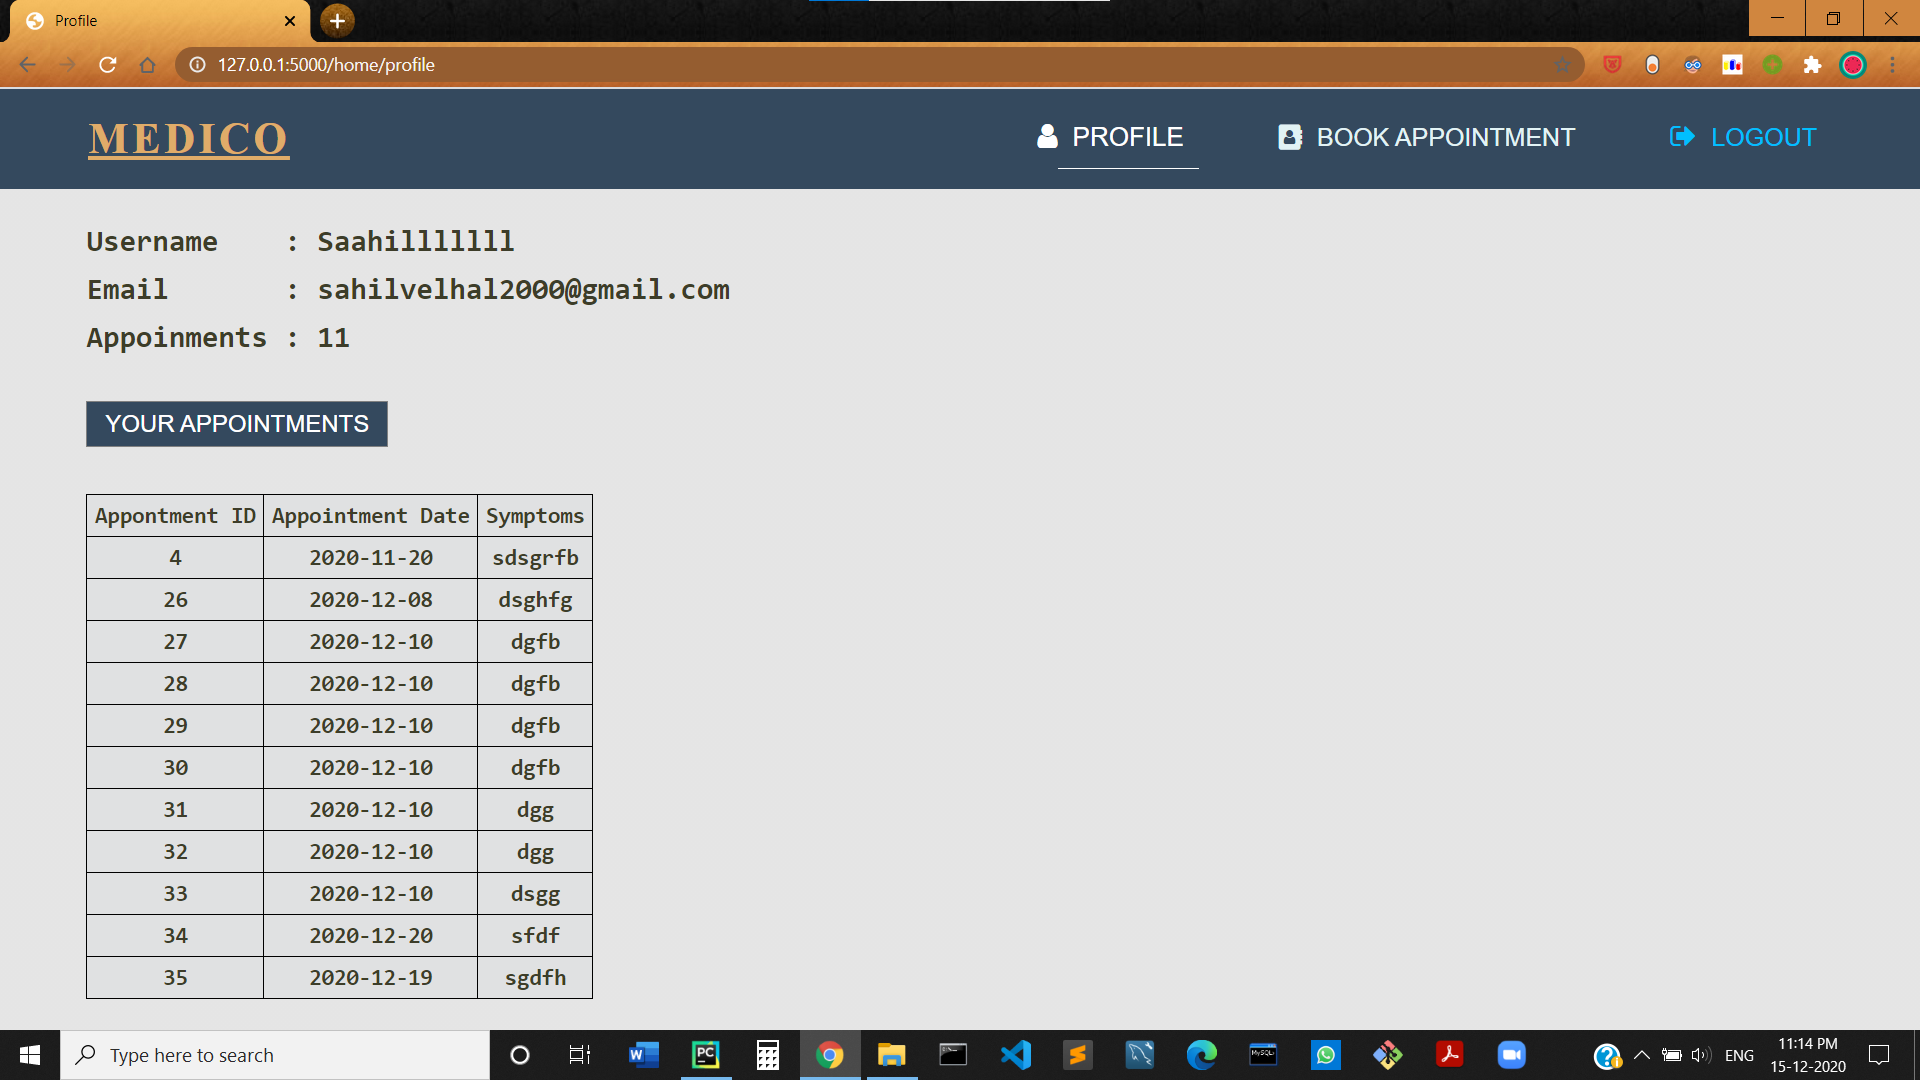 Profile
127.0.0.1:5000/home/profile
MEDICO
PROFILE BOOK APPOINTMENT LOGOUT
Username : Saahilllllll
Email : sahilvelhal2000@gmail.com
Appoinments : 11
YOUR APPOINTMENTS
Appontment ID Appointment Date Symptoms
4 2020-11-20 sdsgrfb
26 2020-12-08 dsghfg
27 2020-12-10 dgfb
28 2020-12-10 dgfb
29 2020-12-10 dgfb
30 2020-12-10 dgfb
31 2020-12-10 dgg
32 2020-12-10 dgg
33 2020-12-10 dsgg
34 2020-12-20 sfdf
35 2020-12-19 sgdfh
Type here to search
W PC MySQL ENG 11:14 PM
15-12-2020